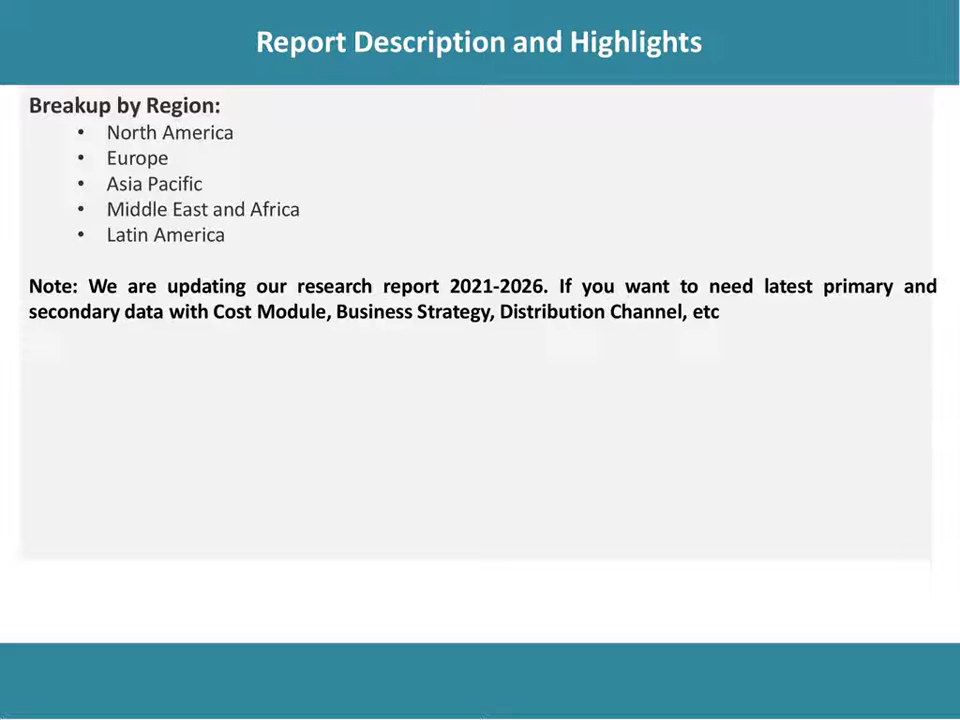 Report Description and Highlights
Breakup by Region:
• North America
• Europe
• Asia Pacific
• Middle East and Africa
• Latin America
Note: We are updating our research report 2021-2026. If you want to need latest primary and
secondary data with Cost Module, Business Strategy, Distribution Channel, etc